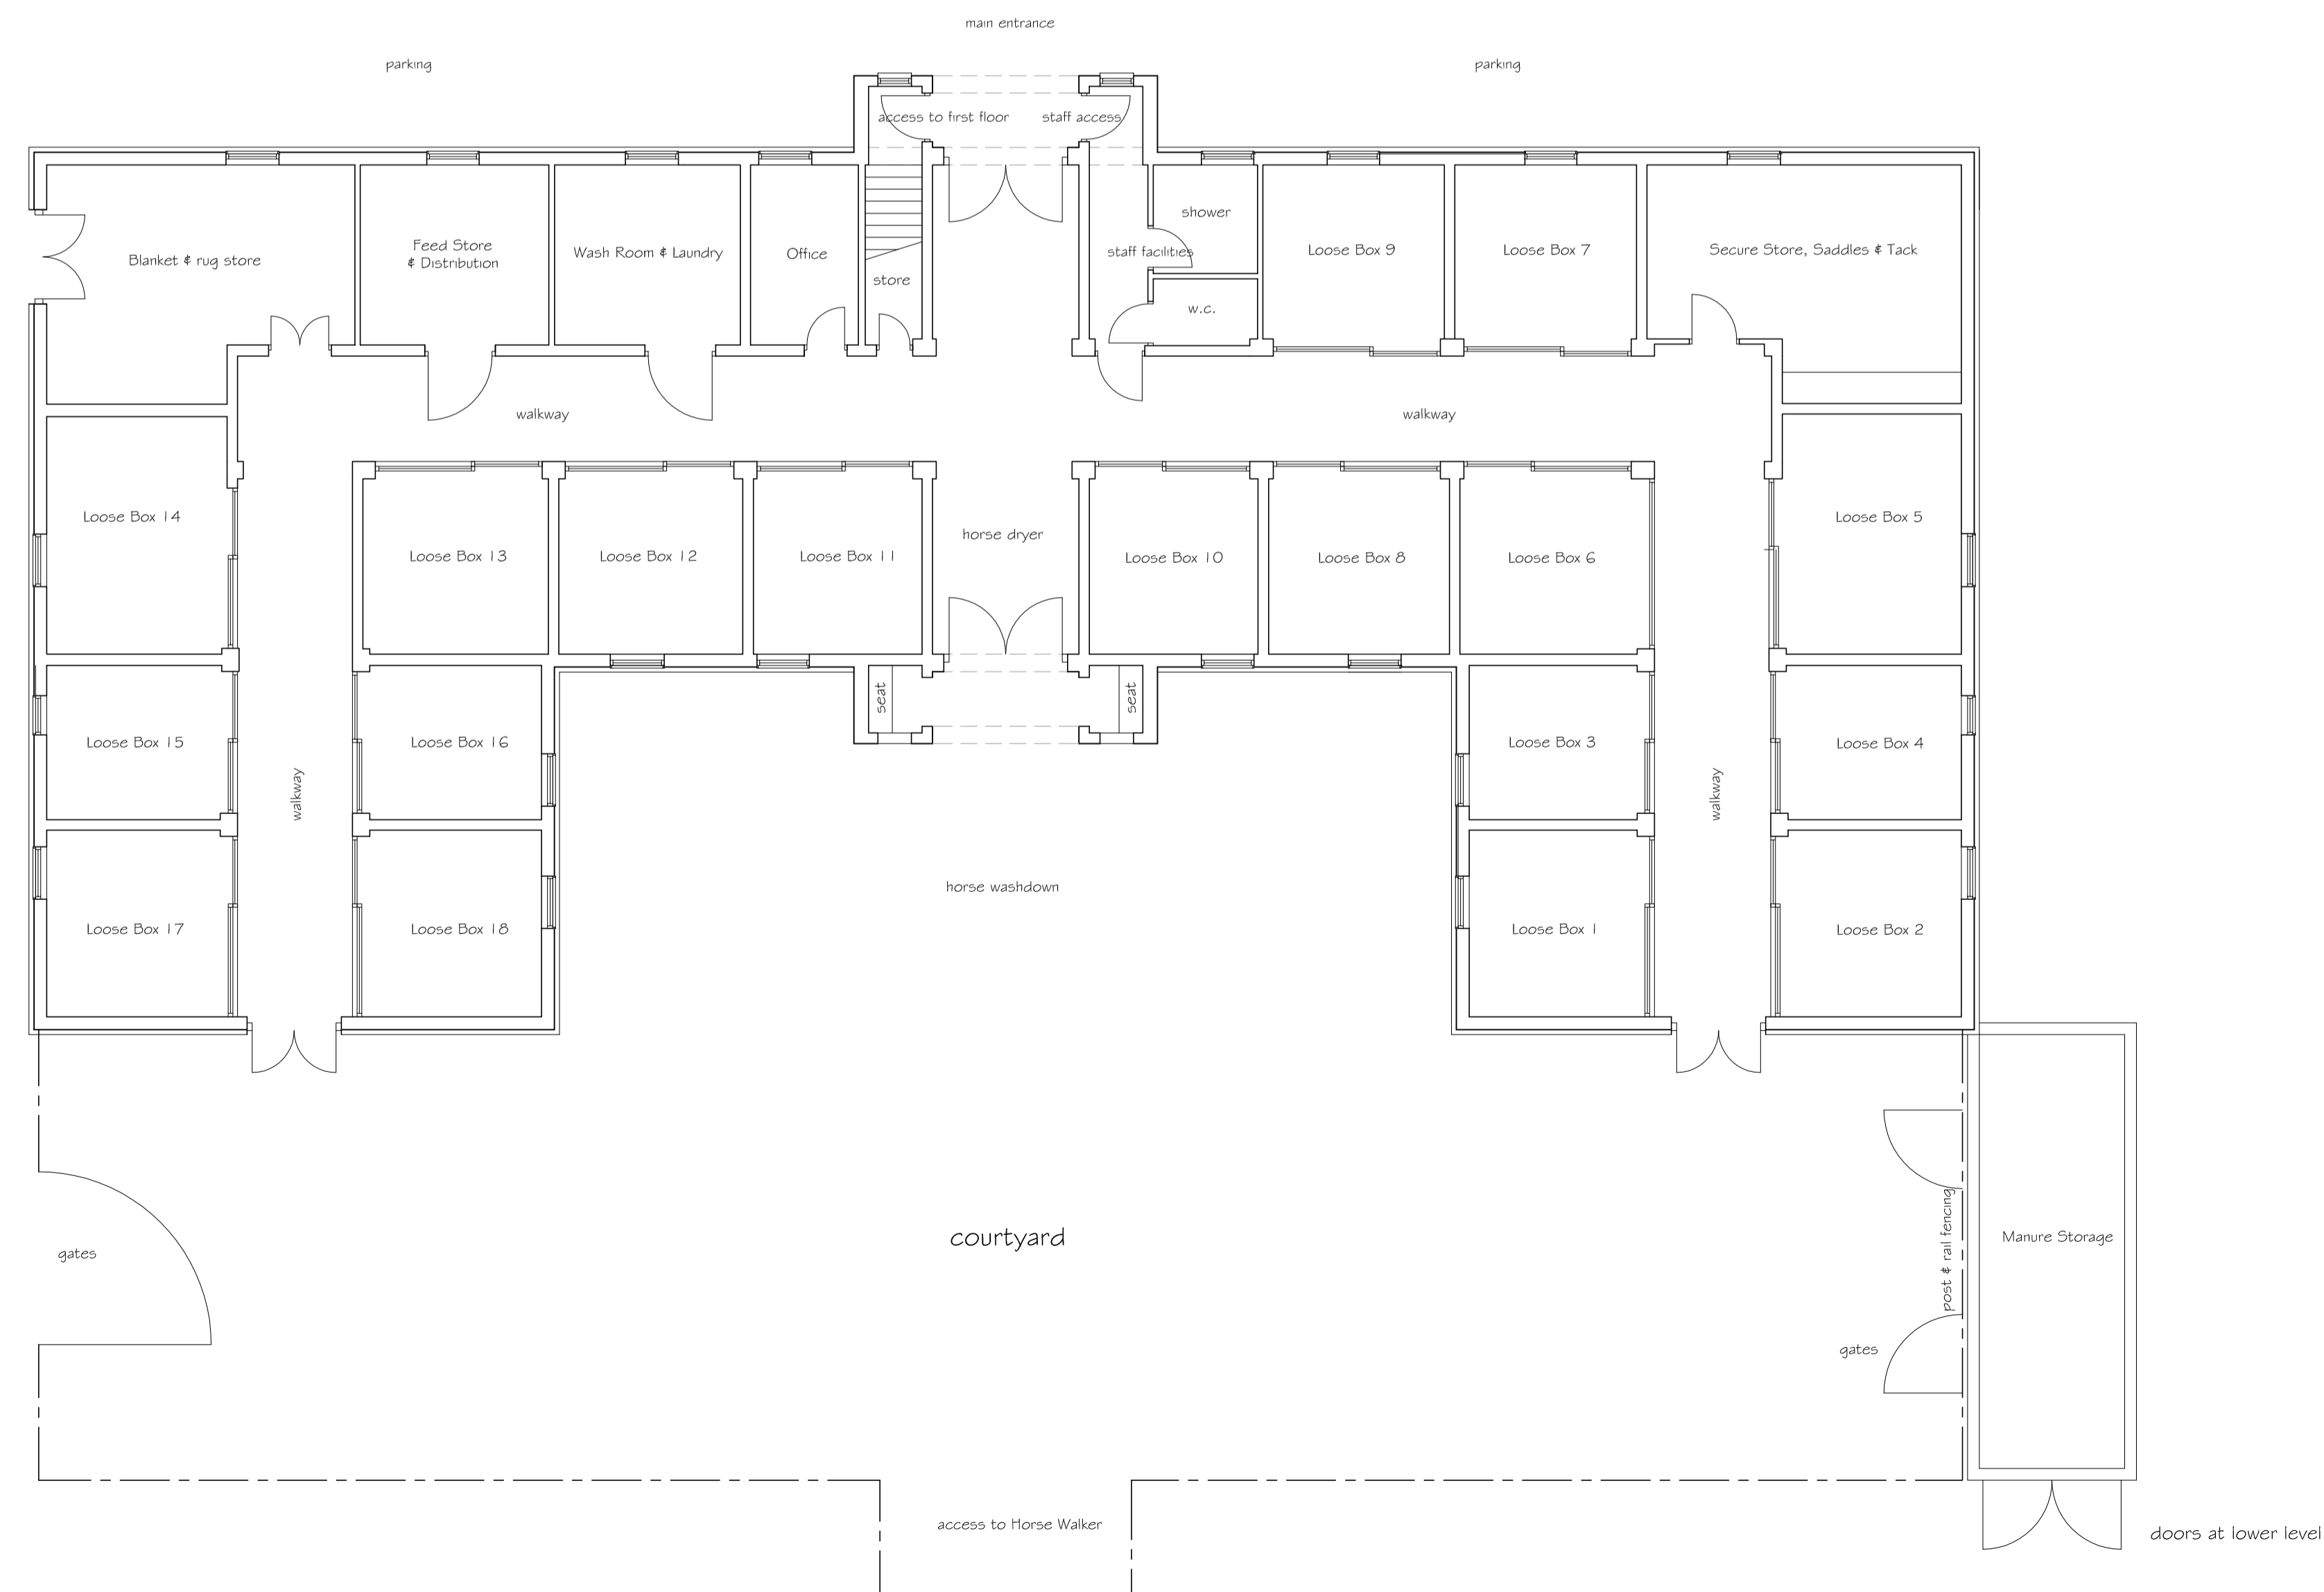 main entrance
parking
parking
access to first floor
staff access
shower
Feed Store
& Distribution
Wash Room & Laundry
Office
staff facilities
Loose Box 9
Loose Box 7
Secure Store, Saddles & Tack
Blanket & rug store
store
w.c.
walkway
walkway
Loose Box 14
Loose Box 5
horse dryer
Loose Box 13
Loose Box 12
Loose Box 11
Loose Box 10
Loose Box 8
Loose Box 6
seat
seat
Loose Box 15
Loose Box 16
Loose Box 3
Loose Box 4
walkway
walkway
horse washdown
Loose Box 17
Loose Box 18
Loose Box 1
Loose Box 2
courtyard
gates
post & rail fencing
Manure Storage
gates
access to Horse Walker
doors at lower level